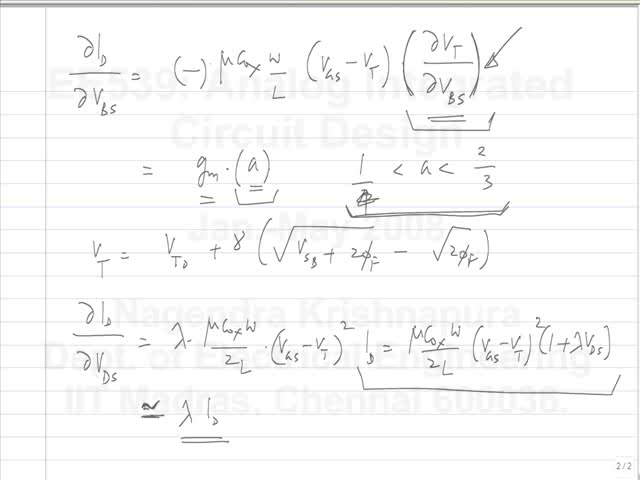 ∂I_D/∂V_BS = (−) μC_ox W/L (V_GS − V_T) (∂V_T/∂V_BS)
= g_m · (a)    1/ < a < 2/3
V_T = V_T0 + γ (√(V_SB + 2φ_F) − √(2φ_F))
∂I_D/∂V_DS = λ · μC_ox W/2L · (V_GS − V_T)²    I_D = μC_ox W/2L (V_GS − V_T)² (1 + λV_DS)
≃ λ I_D
EE539: Analog Integrated
Circuit Design
Jan-May 2008
Nagendra Krishnapura
Dept. of Electrical Engineering
IIT Madras, Chennai 600036.
2/2